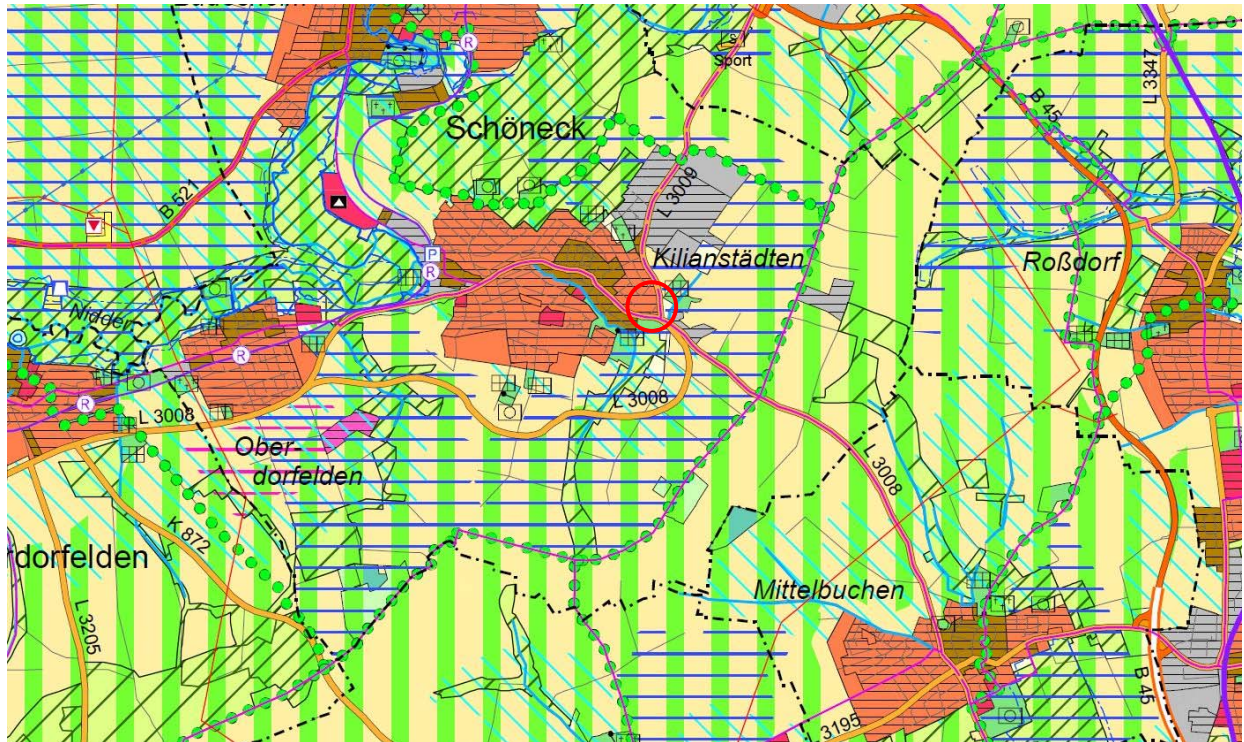 B 521
Sport
L 3347
B 45
Schöneck
L 3009
Kilianstädten
Roßdorf
P
R
R
R
R
Nidder
L 3008
L 3008
Ober-
dorfelden
L 3008
K 872
rdorfelden
L 3205
Mittelbuchen
3195
B 45